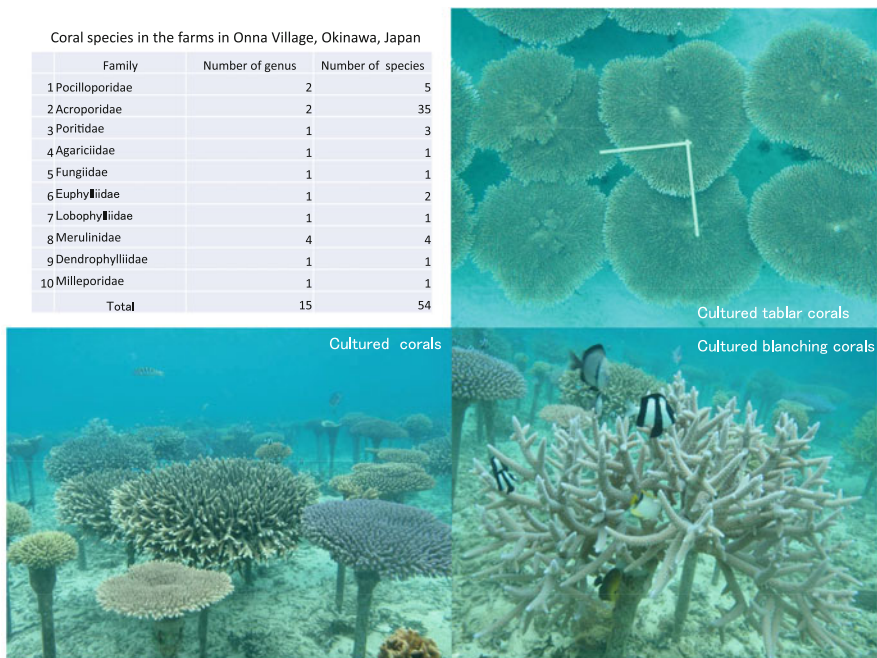 Coral species in the farms in Onna Village, Okinawa, Japan
Family Number of genus Number of species
1 Pocilloporidae 2 5
2 Acroporidae 2 35
3 Poritidae 1 3
4 Agariciidae 1 1
5 Fungiidae 1 1
6 Euphylliidae 1 2
7 Lobophylliidae 1 1
8 Merulinidae 4 4
9 Dendrophylliidae 1 1
10 Milleporidae 1 1
Total 15 54
Cultured tablar corals
Cultured corals
Cultured blanching corals